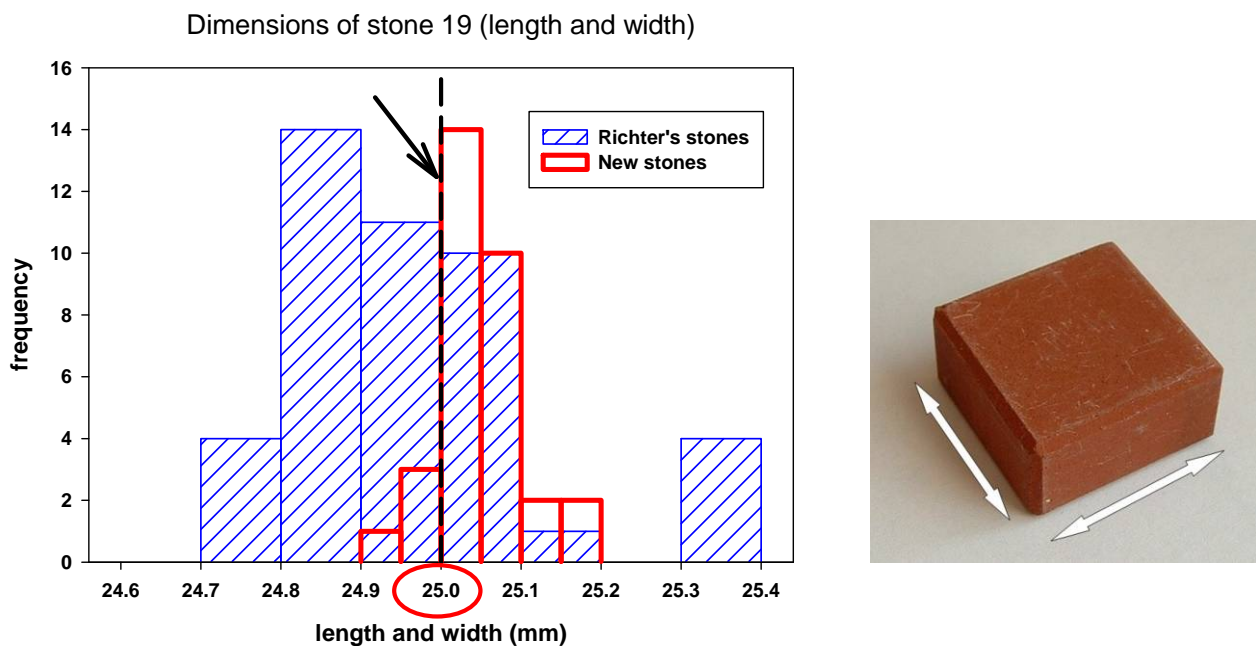 Dimensions of stone 19 (length and width)
16
14
12
10
8
6
4
2
0
frequency
Richter's stones
New stones
24.6 24.7 24.8 24.9 25.0 25.1 25.2 25.3 25.4
length and width (mm)